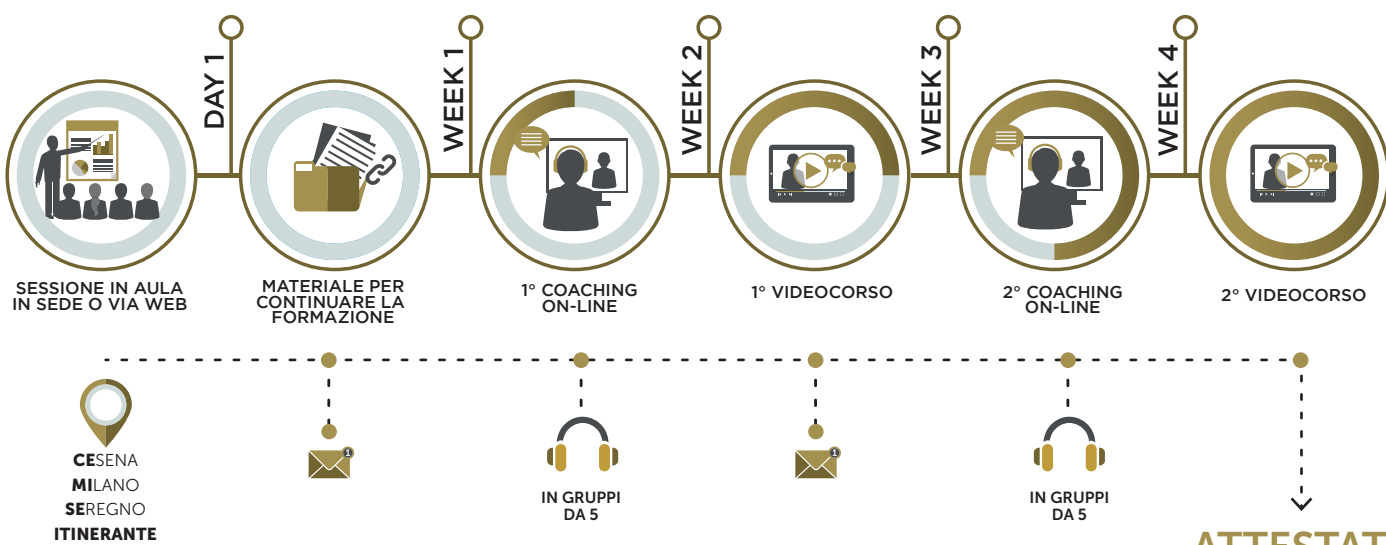 DAY 1
WEEK 1
WEEK 2
WEEK 3
WEEK 4
SESSIONE IN AULA
IN SEDE O VIA WEB
MATERIALE PER
CONTINUARE LA
FORMAZIONE
1° COACHING
ON-LINE
1° VIDEOCORSO
2° COACHING
ON-LINE
2° VIDEOCORSO
CESENA
MILANO
SEREGNO
ITINERANTE
1
IN GRUPPI
DA 5
1
IN GRUPPI
DA 5